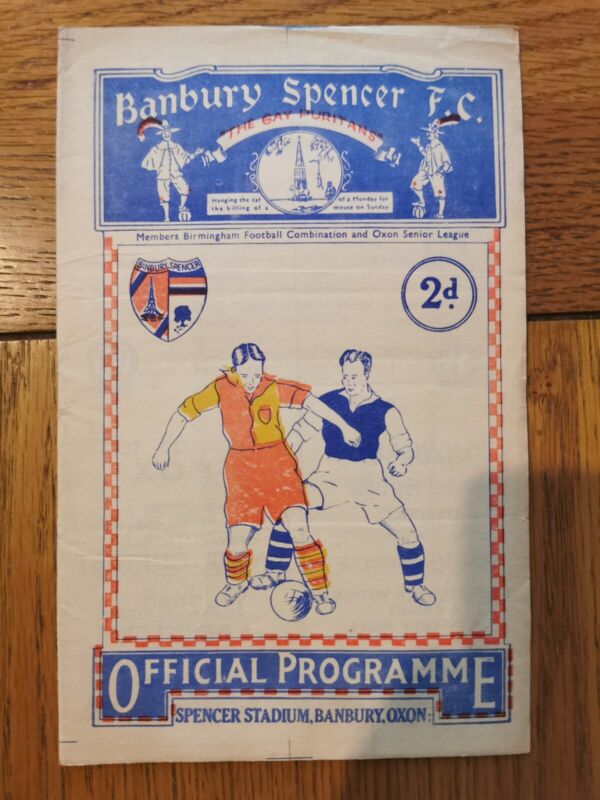 Banbury Spencer F.C.
"THE GAY PURITANS"
Hanging the cat of a Monday for
the killing of a mouse on Sunday
Members Birmingham Football Combination and Oxon Senior League
BANBURY SPENCER
2d.
OFFICIAL PROGRAMME
SPENCER STADIUM, BANBURY, OXON: